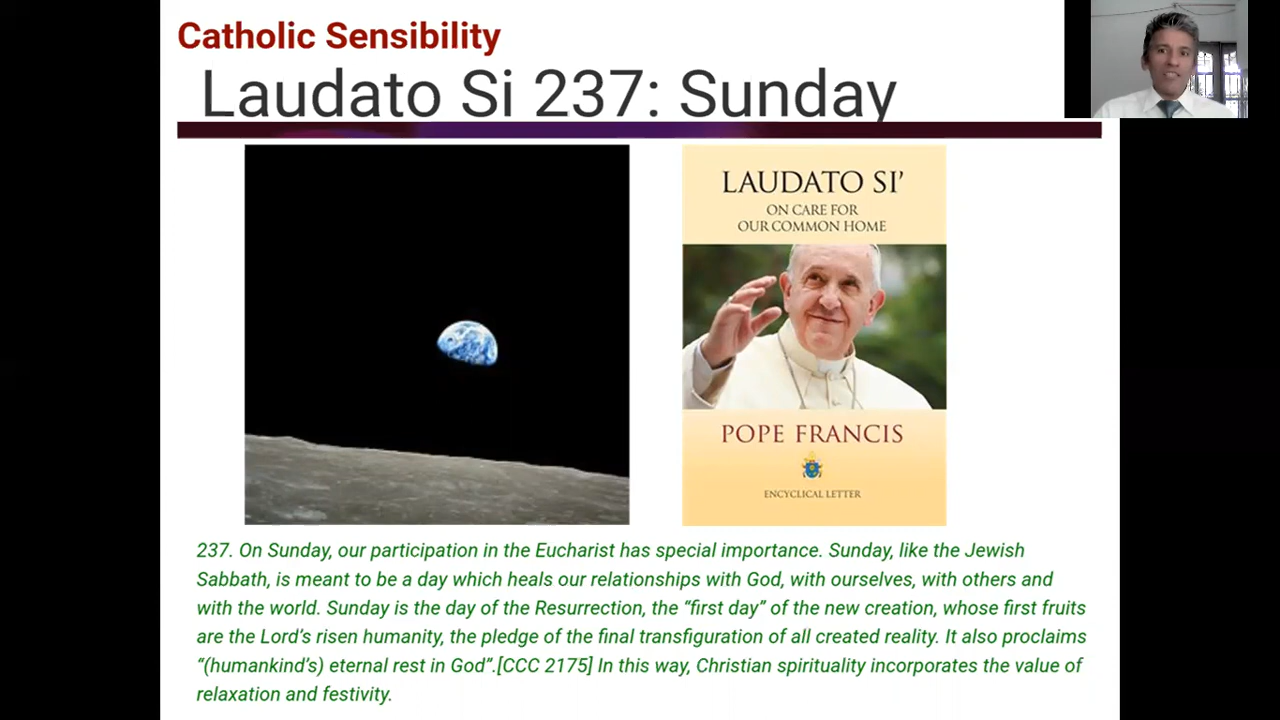 Catholic Sensibility
Laudato Si 237: Sunday
LAUDATO SI’
ON CARE FOR
OUR COMMON HOME
POPE FRANCIS
ENCYCLICAL LETTER
237. On Sunday, our participation in the Eucharist has special importance. Sunday, like the Jewish
Sabbath, is meant to be a day which heals our relationships with God, with ourselves, with others and
with the world. Sunday is the day of the Resurrection, the “first day” of the new creation, whose first fruits
are the Lord’s risen humanity, the pledge of the final transfiguration of all created reality. It also proclaims
“(humankind’s) eternal rest in God”.[CCC 2175] In this way, Christian spirituality incorporates the value of
relaxation and festivity.